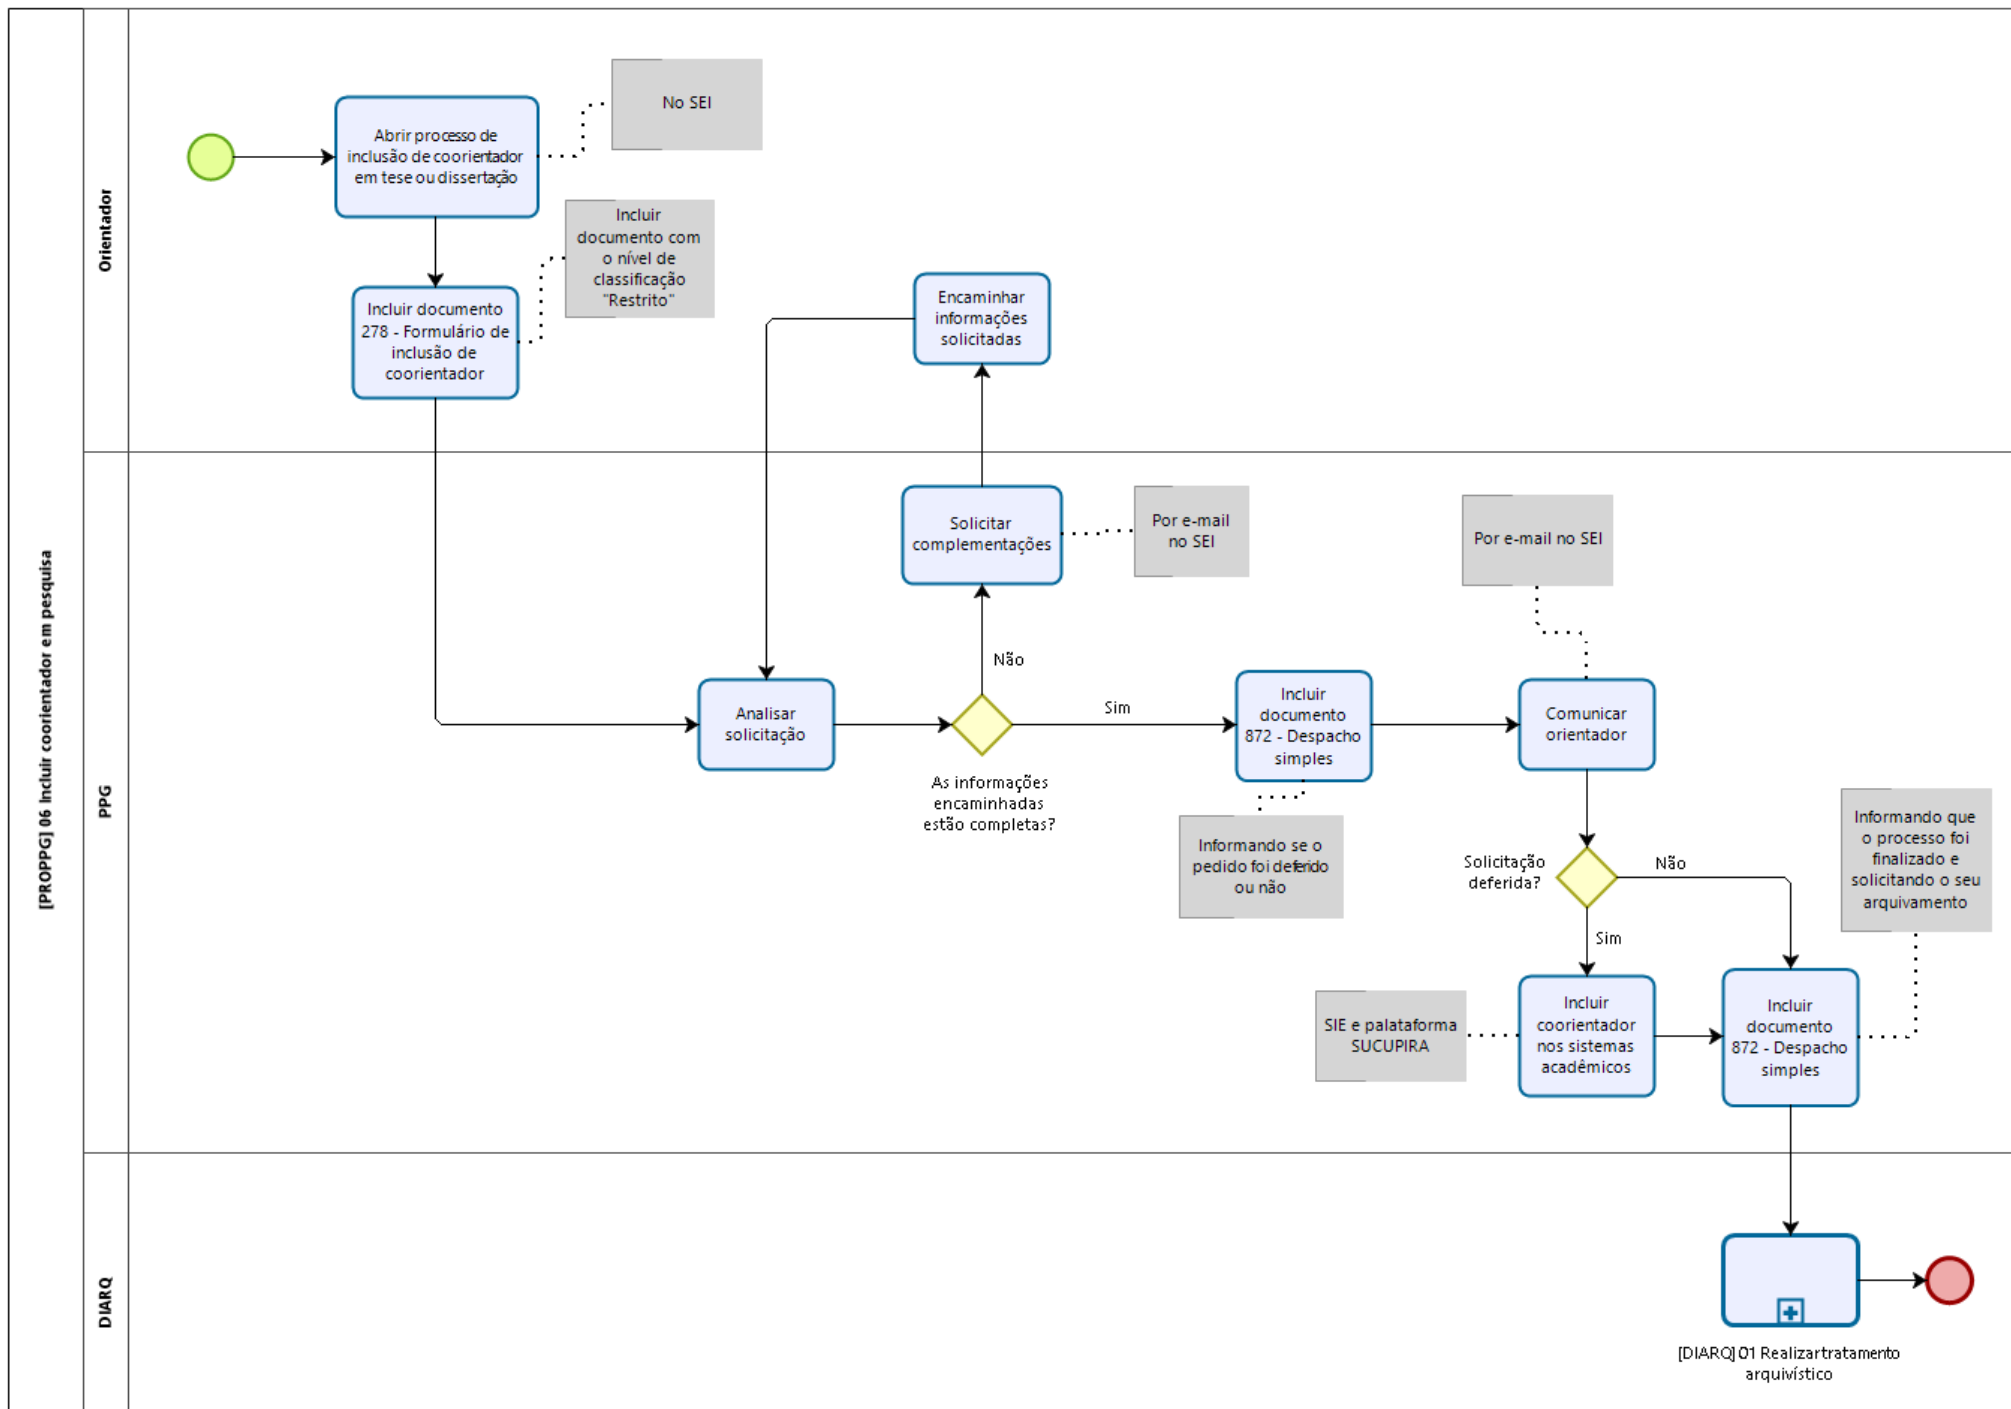 [PROPPG] 06 Incluir coorientador em pesquisa
Orientador
Abrir processo de
inclusão de coorientador
em tese ou dissertação
No SEI
Incluir documento
278 - Formulário de
inclusão de
coorientador
Incluir
documento com
o nível de
classificação
"Restrito"
Encaminhar
informações
solicitadas
PPG
Solicitar
complementações
Por e-mail
no SEI
Por e-mail no SEI
Analisar
solicitação
Não
As informações
encaminhadas
estão completas?
Sim
Incluir
documento
872 - Despacho
simples
Informando se o
pedido foi deferido
ou não
Comunicar
orientador
Solicitação
deferida?
Não
Sim
Informando que
o processo foi
finalizado e
solicitando o seu
arquivamento
SIE e palataforma
SUCUPIRA
Incluir
coorientador
nos sistemas
acadêmicos
Incluir
documento
872 - Despacho
simples
DIARQ
[DIARQ] 01 Realizar tratamento
arquivístico